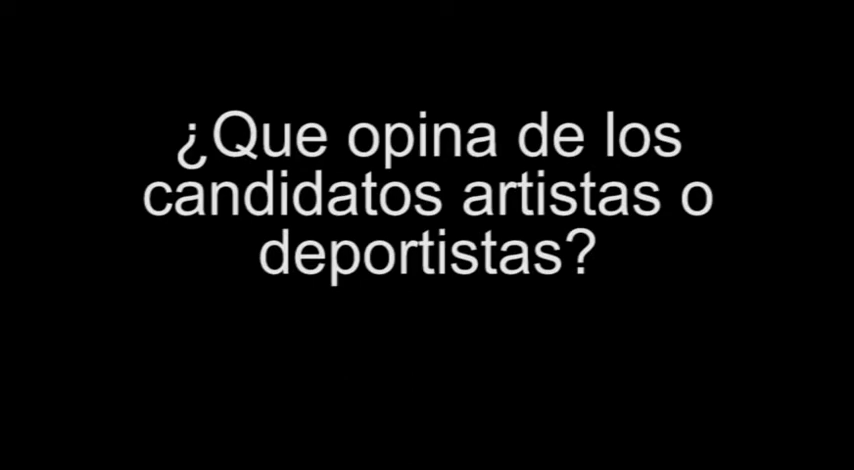 ¿Que opina de los
candidatos artistas o
deportistas?